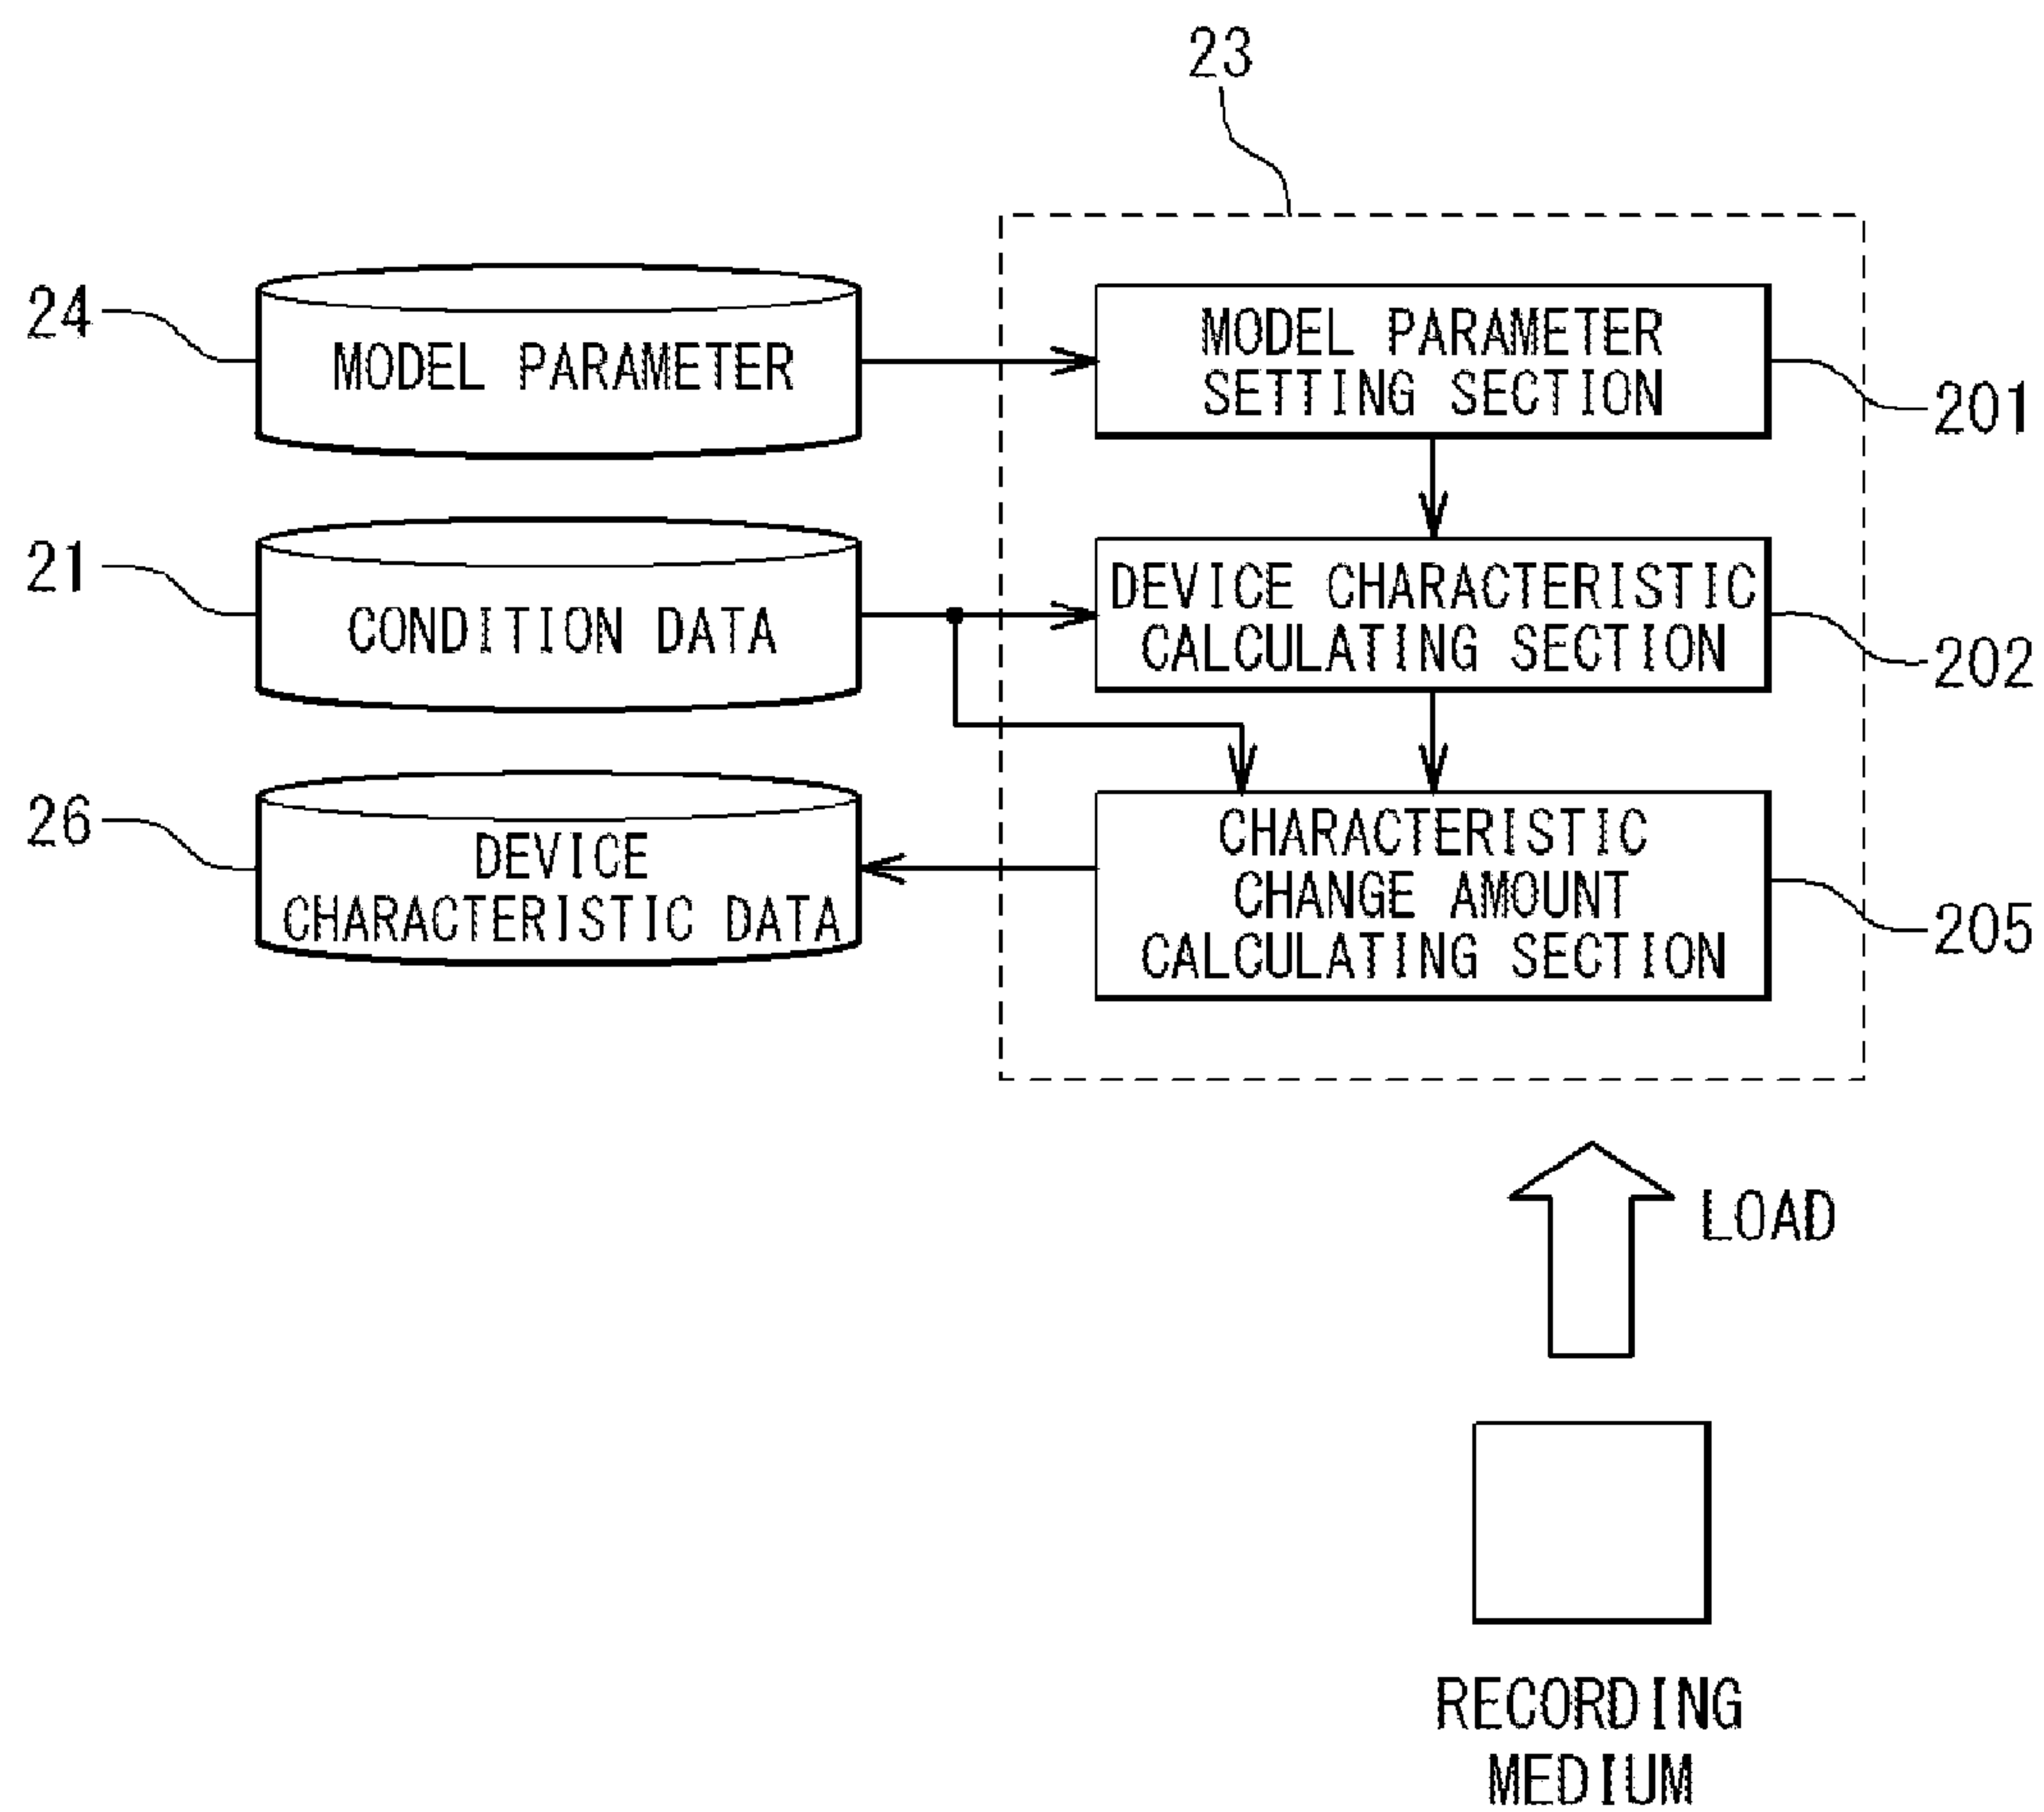 23
24
MODEL PARAMETER
MODEL PARAMETER
SETTING SECTION
201
21
CONDITION DATA
DEVICE CHARACTERISTIC
CALCULATING SECTION
202
26
DEVICE
CHARACTERISTIC DATA
CHARACTERISTIC
CHANGE AMOUNT
CALCULATING SECTION
205
LOAD
RECORDING
MEDIUM